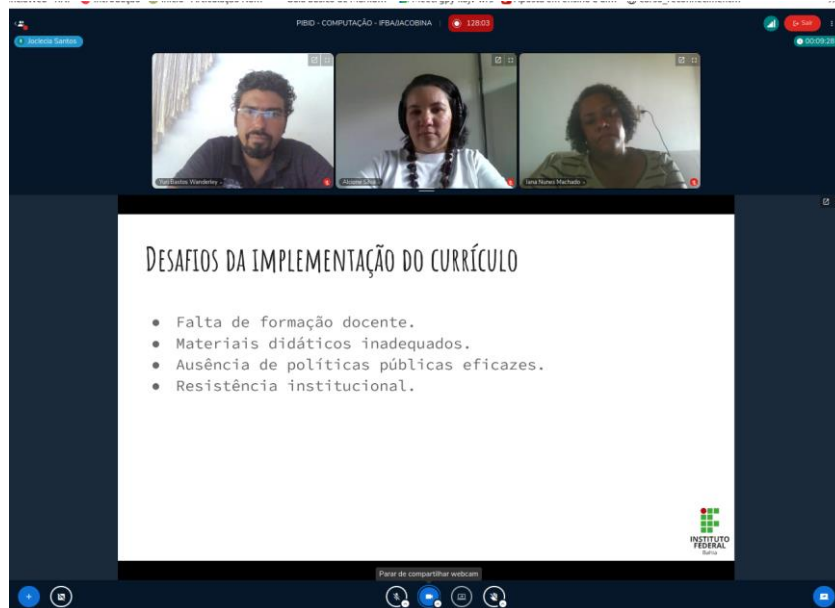 PIBID - COMPUTAÇÃO - IFBA/JACOBINA
128:03
Sair
Joclecia Santos
00:09:28
Yuri Bastos Wanderley
Iana Nunes Machado
DESAFIOS DA IMPLEMENTAÇÃO DO CURRÍCULO
● Falta de formação docente.
● Materiais didáticos inadequados.
● Ausência de políticas públicas eficazes.
● Resistência institucional.
INSTITUTO
FEDERAL
Bahia
Parar de compartilhar webcam